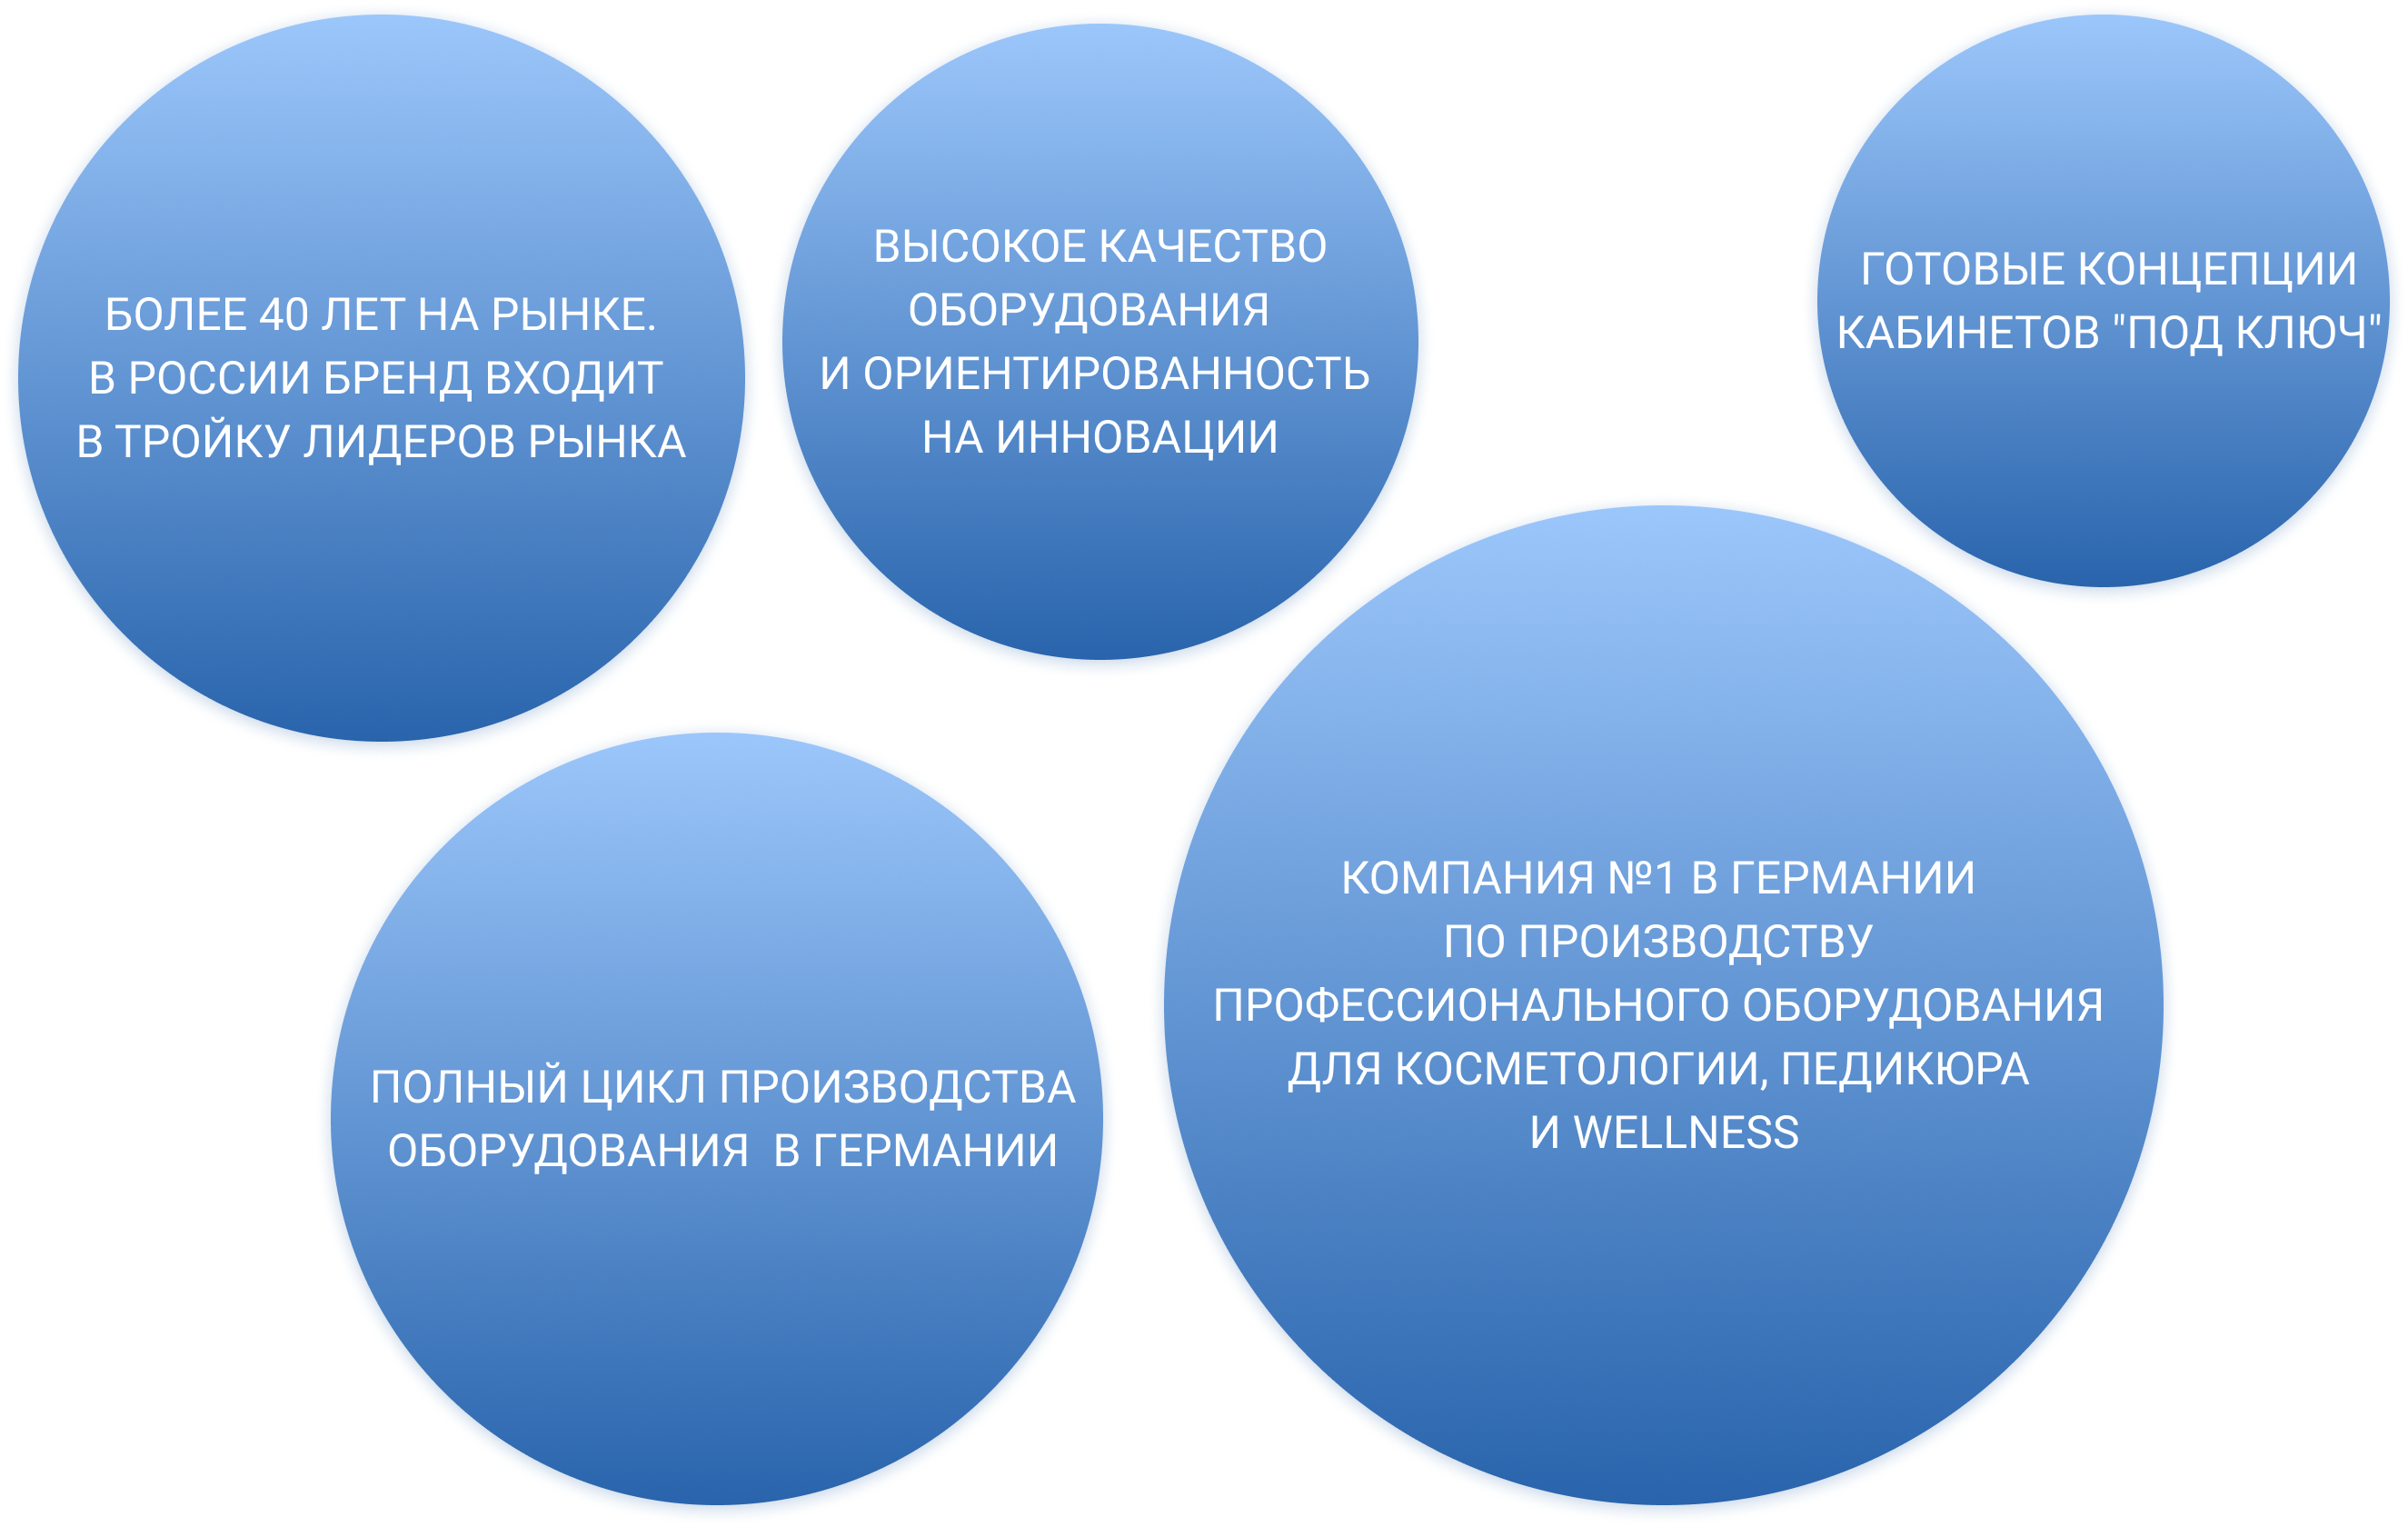 БОЛЕЕ 40 ЛЕТ НА РЫНКЕ.
В РОССИИ БРЕНД ВХОДИТ
В ТРОЙКУ ЛИДЕРОВ РЫНКА
ВЫСОКОЕ КАЧЕСТВО
ОБОРУДОВАНИЯ
И ОРИЕНТИРОВАННОСТЬ
НА ИННОВАЦИИ
ГОТОВЫЕ КОНЦЕПЦИИ
КАБИНЕТОВ "ПОД КЛЮЧ"
ПОЛНЫЙ ЦИКЛ ПРОИЗВОДСТВА
ОБОРУДОВАНИЯ  В ГЕРМАНИИ
КОМПАНИЯ №1 В ГЕРМАНИИ
ПО ПРОИЗВОДСТВУ
ПРОФЕССИОНАЛЬНОГО ОБОРУДОВАНИЯ
ДЛЯ КОСМЕТОЛОГИИ, ПЕДИКЮРА
И WELLNESS